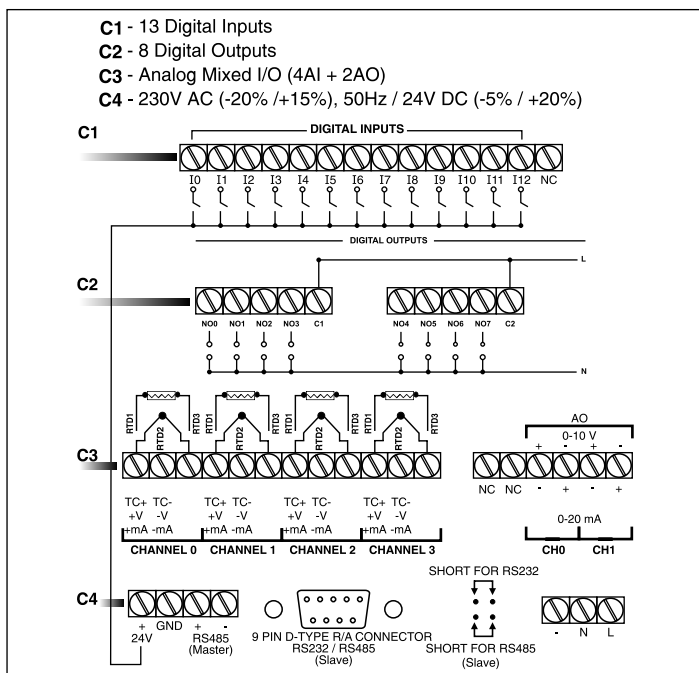 C1 - 13 Digital Inputs
C2 - 8 Digital Outputs
C3 - Analog Mixed I/O (4AI + 2AO)
C4 - 230V AC (-20% /+15%), 50Hz / 24V DC (-5% / +20%)
C1
DIGITAL INPUTS
I0 I1 I2 I3 I4 I5 I6 I7 I8 I9 I10 I11 I12 NC
DIGITAL OUTPUTS
L
C2
NO0 NO1 NO2 NO3 C1 NO4 NO5 NO6 NO7 C2
N
RTD1 RTD2 RTD3 RTD1 RTD2 RTD3 RTD1 RTD2 RTD3 RTD1 RTD2 RTD3
AO
0-10 V
+ - + -
C3
NC NC - + - +
TC+ TC- TC+ TC- TC+ TC- TC+ TC-
+V -V +V -V +V -V +V -V
+mA -mA +mA -mA +mA -mA +mA -mA
0-20 mA
CHANNEL 0 CHANNEL 1 CHANNEL 2 CHANNEL 3
CH0 CH1
SHORT FOR RS232
C4
+ GND + -
24V RS485
(Master)
9 PIN D-TYPE R/A CONNECTOR
RS232 / RS485
(Slave)
SHORT FOR RS485
(Slave)
- N L